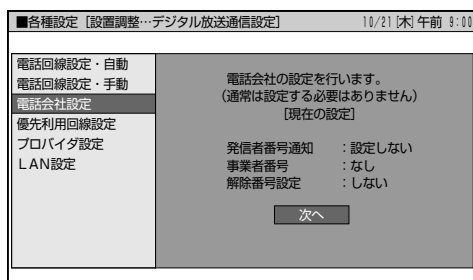 ■各種設定［設置調整…デジタル放送通信設定］ 10/21[木]午前 9:00
電話回線設定・自動
電話回線設定・手動
電話会社設定
優先利用回線設定
プロバイダ設定
ＬＡＮ設定
電話会社の設定を行います。
（通常は設定する必要はありません）
［現在の設定］
発信者番号通知 ：設定しない
事業者番号 ：なし
解除番号設定 ：しない
次へ